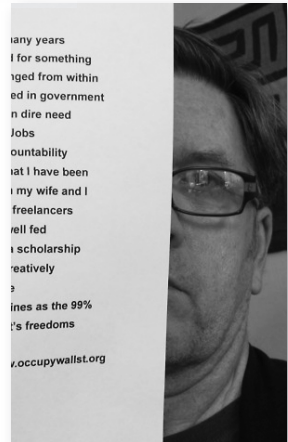 any years
for something
nged from within
ed in government
n dire need
Jobs
ountability
at I have been
my wife and I
freelancers
well fed
scholarship
reatively
e
ines as the 99%
t's freedoms
.occupywallst.org